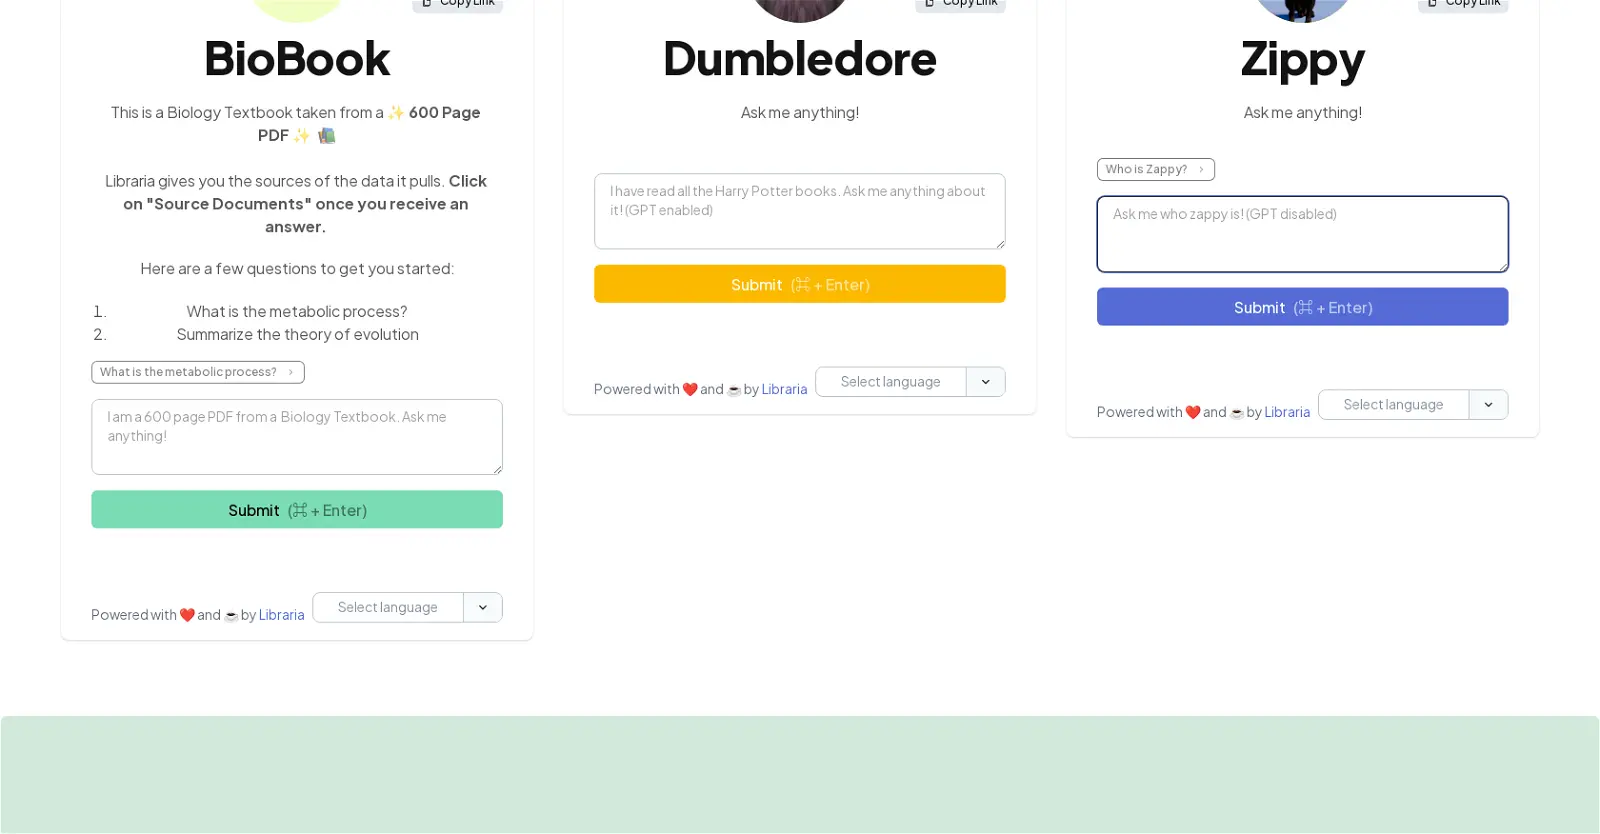 Copy Link
BioBook
This is a Biology Textbook taken from a ✨ 600 Page
PDF ✨ 📚
Libraria gives you the sources of the data it pulls. Click
on "Source Documents" once you receive an
answer.
Here are a few questions to get you started:
1. What is the metabolic process?
2. Summarize the theory of evolution
What is the metabolic process? ›
I am a 600 page PDF from a Biology Textbook. Ask me
anything!
Submit (⌘ + Enter)
Powered with ❤️ and ☕ by Libraria
Select language
Copy Link
Dumbledore
Ask me anything!
I have read all the Harry Potter books. Ask me anything about
it! (GPT enabled)
Submit (⌘ + Enter)
Powered with ❤️ and ☕ by Libraria
Select language
Copy Link
Zippy
Ask me anything!
Who is Zappy? ›
Ask me who zappy is! (GPT disabled)
Submit (⌘ + Enter)
Powered with ❤️ and ☕ by Libraria
Select language